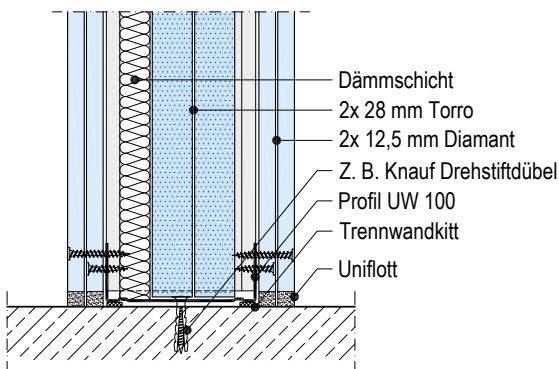 Dämmschicht
2x 28 mm Torro
2x 12,5 mm Diamant
Z. B. Knauf Drehstiftdübel
Profil UW 100
Trennwandkitt
Uniflott